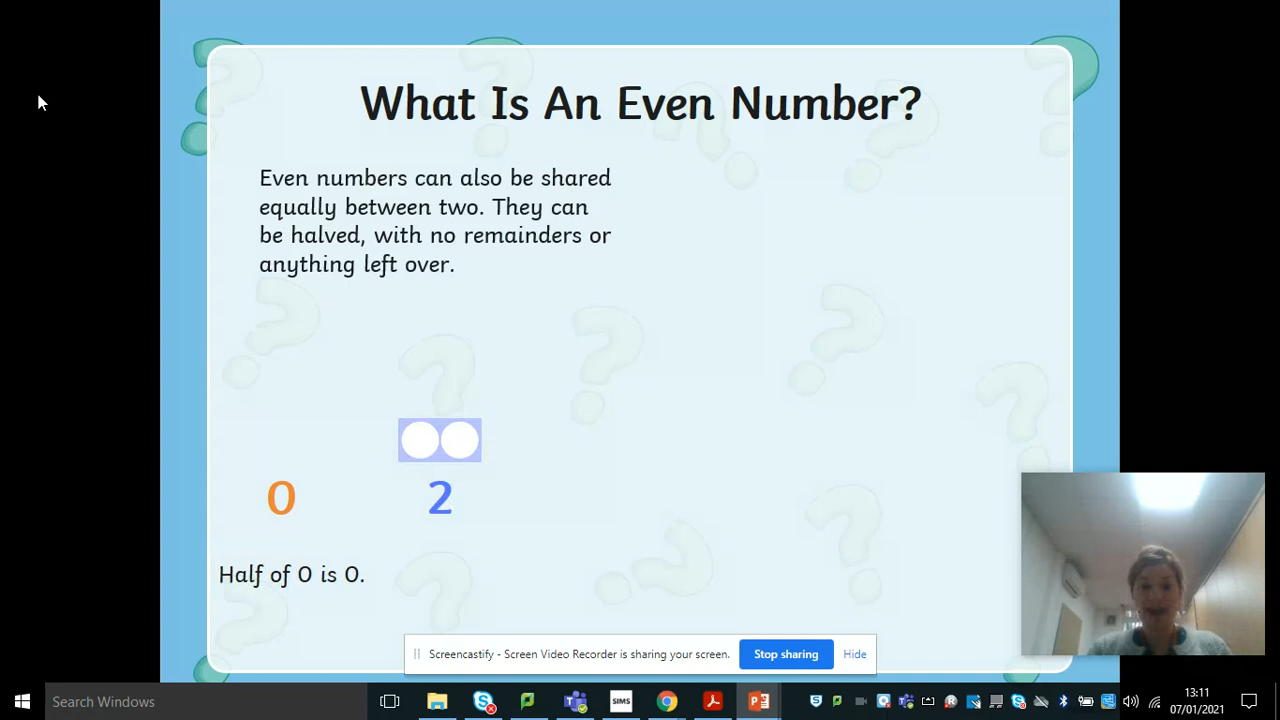 What Is An Even Number?
Even numbers can also be shared
equally between two. They can
be halved, with no remainders or
anything left over.
0
2
Half of 0 is 0.
Screencastify - Screen Video Recorder is sharing your screen.
Stop sharing
Hide
Search Windows
SIMS
13:11
07/01/2021